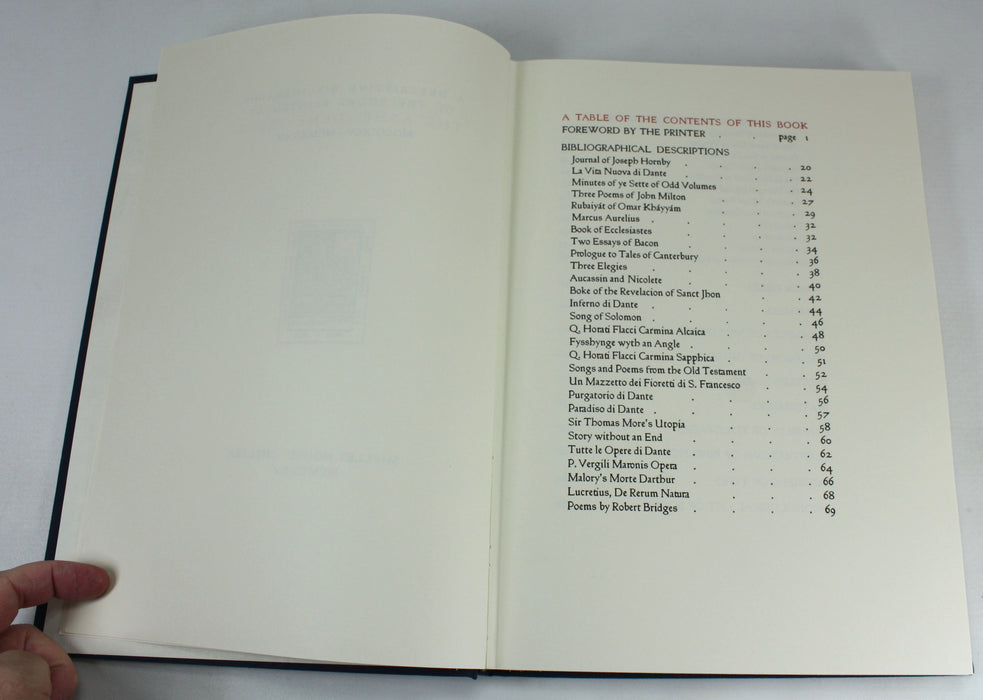 A TABLE OF THE CONTENTS OF THIS BOOK
FOREWORD BY THE PRINTER . . page 1
BIBLIOGRAPHICAL DESCRIPTIONS
Journal of Joseph Hornby . . . . 20
La Vita Nuova di Dante . . . . 22
Minutes of ye Sette of Odd Volumes . . 24
Three Poems of John Milton . . . 27
Rubaiyát of Omar Kháyyám . . . 29
Marcus Aurelius . . . . . 32
Book of Ecclesiastes . . . . 32
Two Essays of Bacon . . . . 34
Prologue to Tales of Canterbury . . . 36
Three Elegies . . . . . 38
Aucassin and Nicolete . . . . 40
Boke of the Revelacion of Sanct Jhon . . 42
Inferno di Dante . . . . . 44
Song of Solomon . . . . . 46
Q. Horati Flacci Carmina Alcaica . . . 48
Fysshynge wyth an Angle . . . . 50
Q. Horati Flacci Carmina Sapphica . . . 51
Songs and Poems from the Old Testament . . 52
Un Mazzetto dei Fioretti di S. Francesco . . 54
Purgatorio di Dante . . . . 56
Paradiso di Dante . . . . . 57
Sir Thomas More's Utopia . . . . 58
Story without an End . . . . 60
Tutte le Opere di Dante . . . . 62
P. Vergili Maronis Opera . . . . 64
Malory's Morte Darthur . . . . 66
Lucretius, De Rerum Natura . . . 68
Poems by Robert Bridges . . . . 69